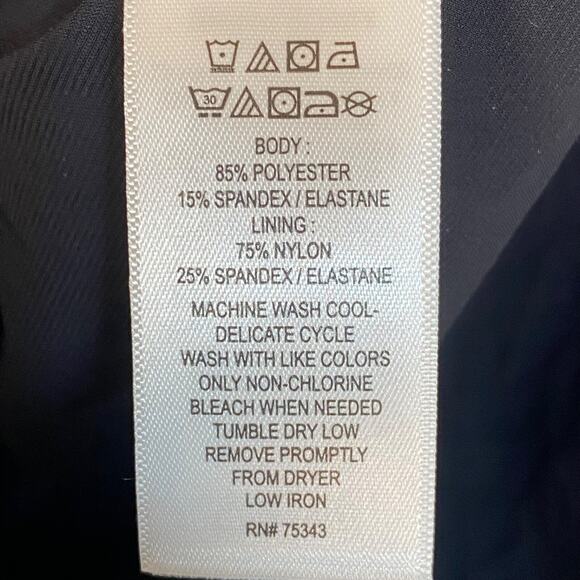 30
BODY :
85% POLYESTER
15% SPANDEX / ELASTANE
LINING :
75% NYLON
25% SPANDEX / ELASTANE
MACHINE WASH COOL-
DELICATE CYCLE
WASH WITH LIKE COLORS
ONLY NON-CHLORINE
BLEACH WHEN NEEDED
TUMBLE DRY LOW
REMOVE PROMPTLY
FROM DRYER
LOW IRON
RN# 75343